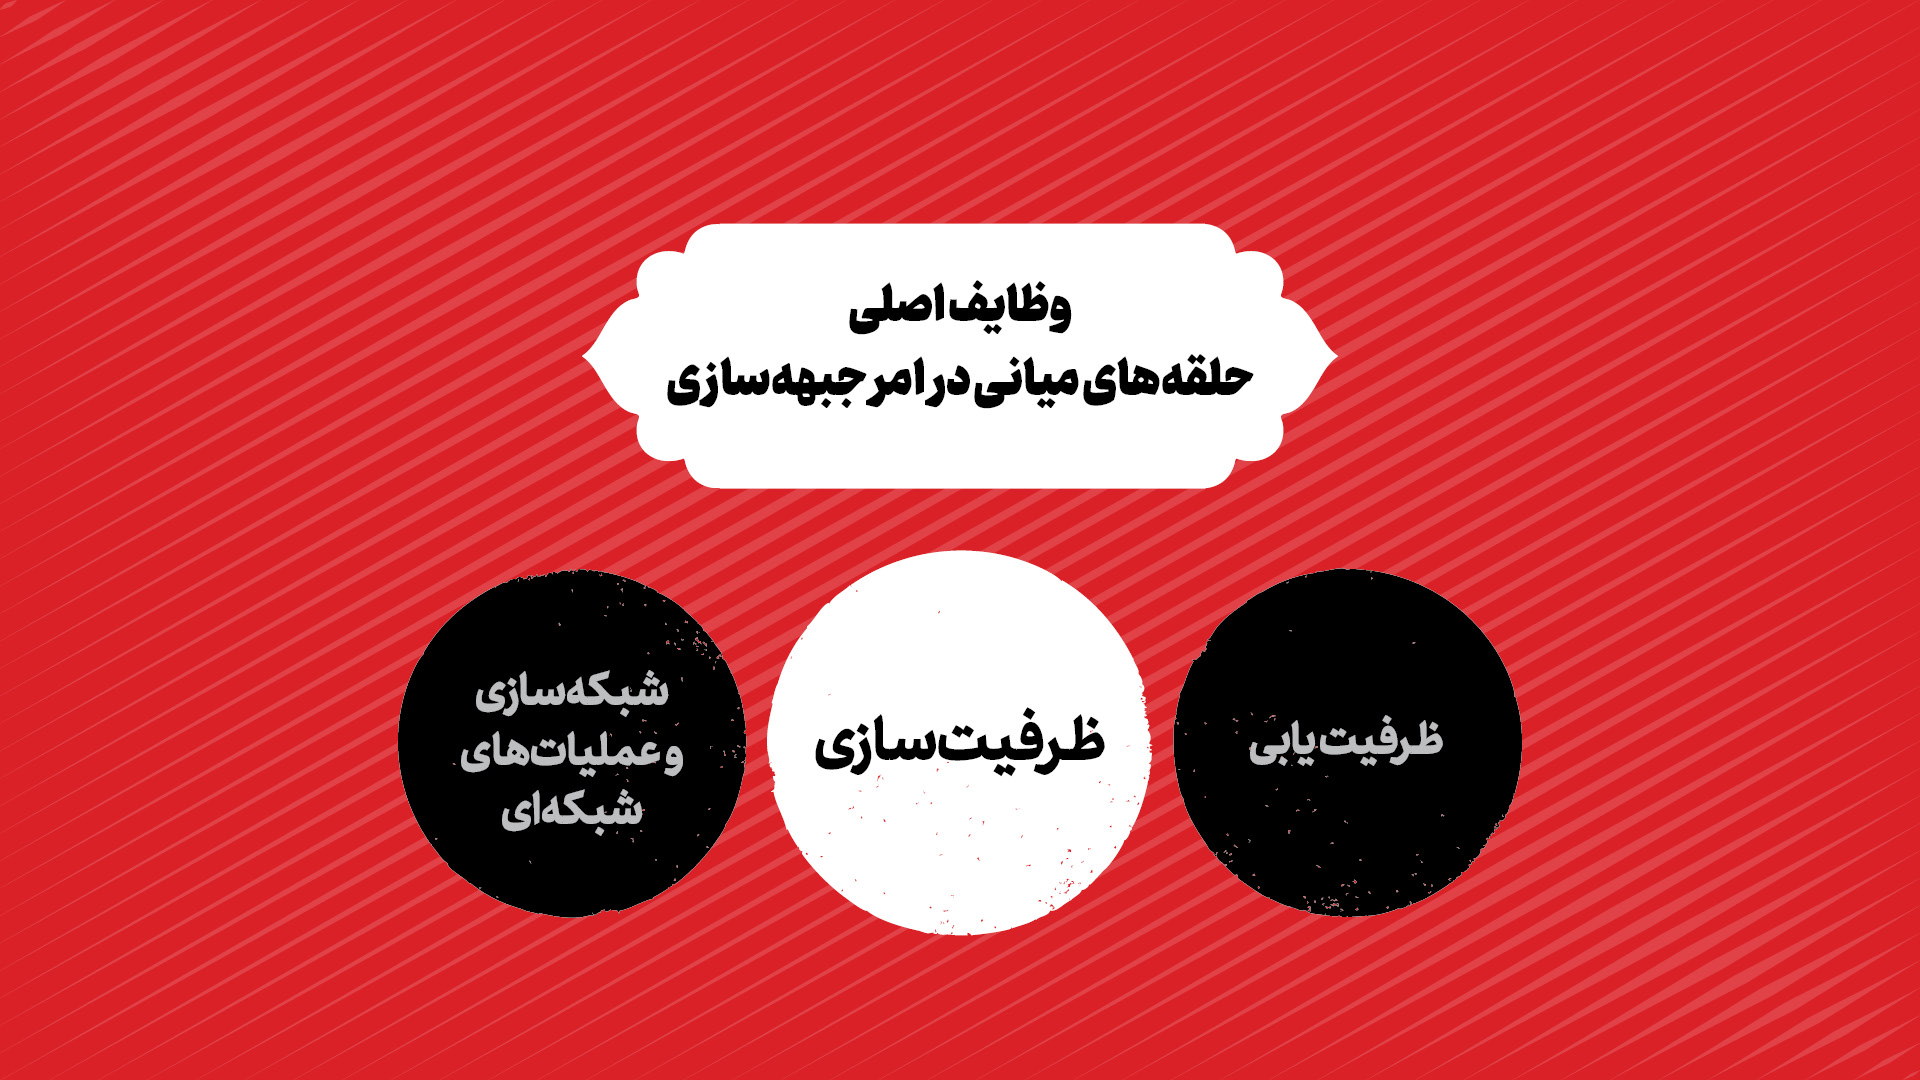 وظایف اصلی
حلقه‌های میانی در امر جبهه‌سازی
ظرفیت‌یابی
ظرفیت‌سازی
شبکه‌سازی
و عملیات‌های
شبکه‌ای